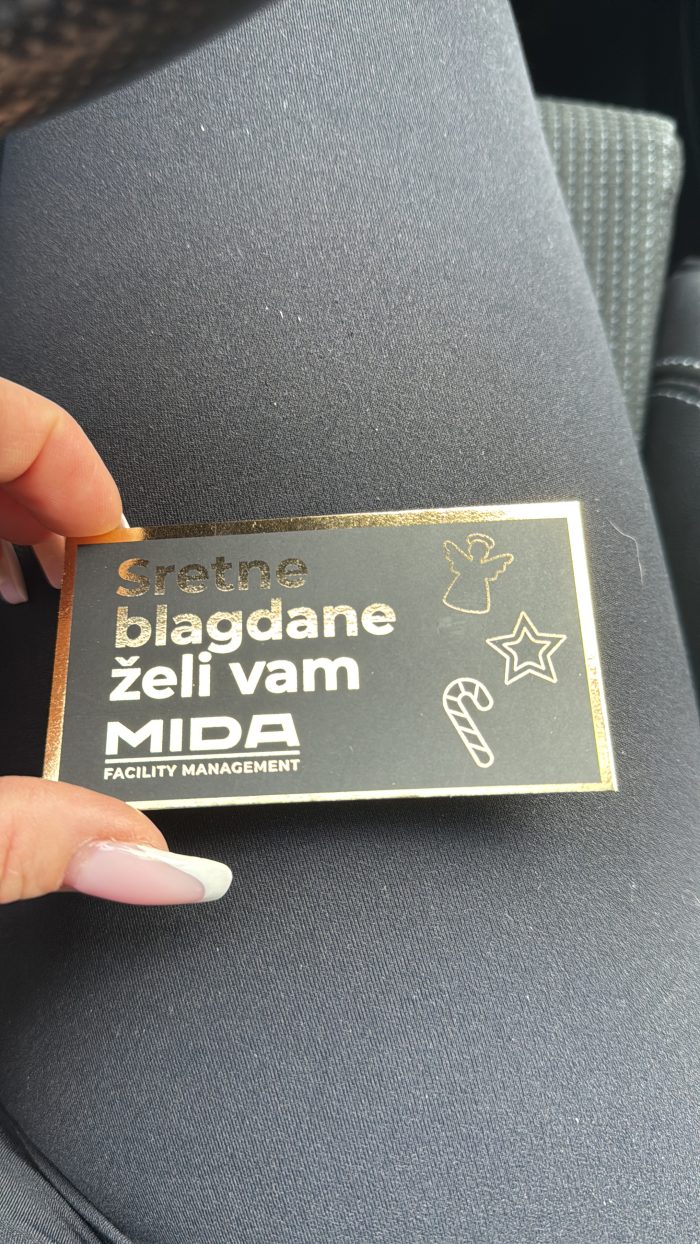 Sretne
blagdane
želi vam
MIDA
FACILITY MANAGEMENT